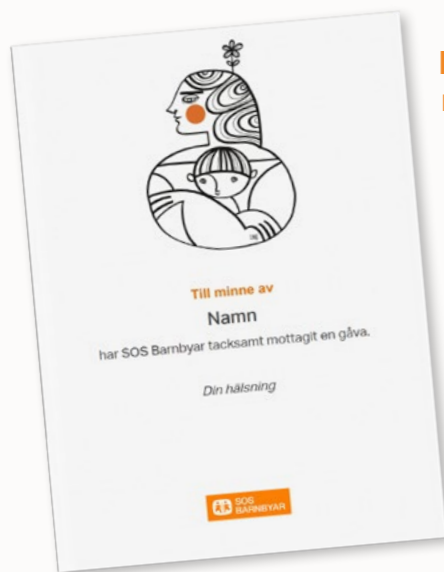 Till minne av
Namn
har SOS Barnbyar tacksamt mottagit en gåva.
Din hälsning
SOS
BARNBYAR